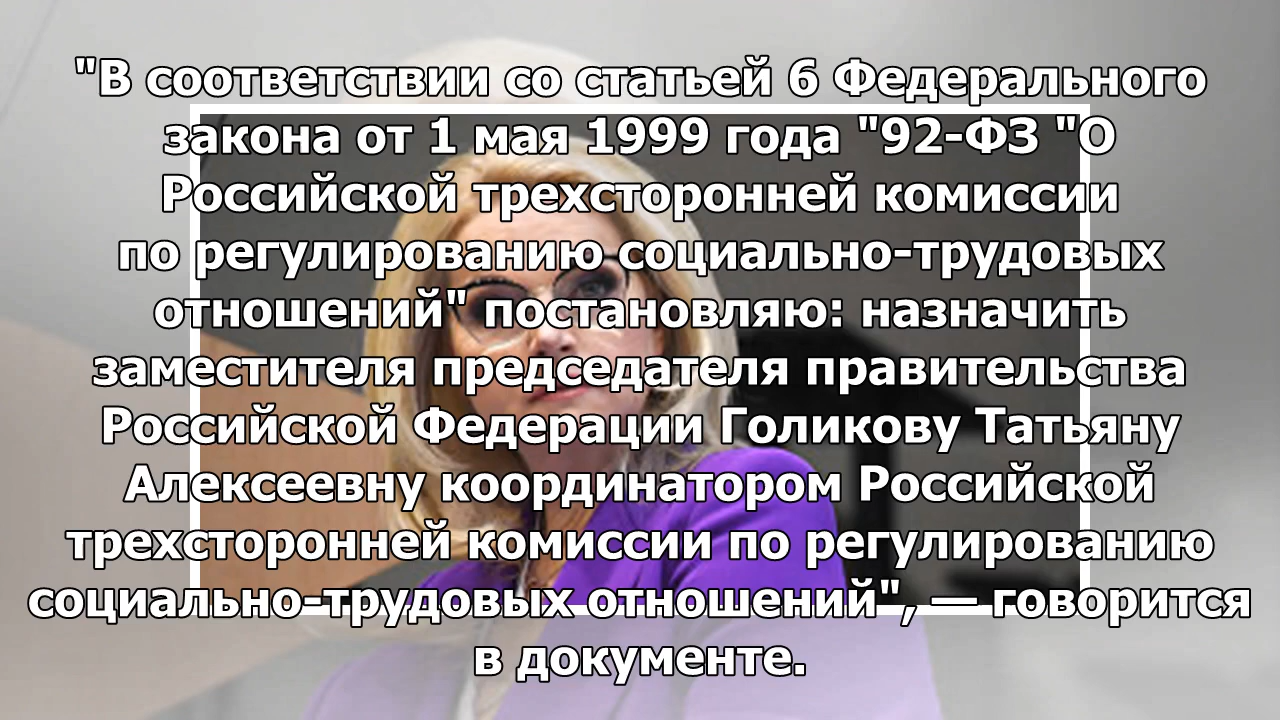 "В соответствии со статьей 6 Федерального
закона от 1 мая 1999 года "92-ФЗ "О
Российской трехсторонней комиссии
по регулированию социально-трудовых
отношений" постановляю: назначить
заместителя председателя правительства
Российской Федерации Голикову Татьяну
Алексеевну координатором Российской
трехсторонней комиссии по регулированию
социально-трудовых отношений", — говорится
в документе.